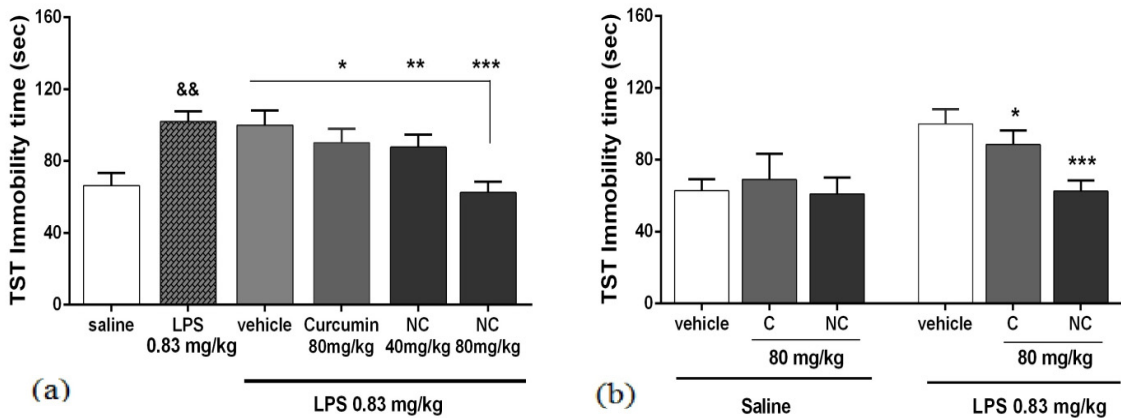 TST Immobility time (sec)
160
120
80
40
0
&&
* ** ***
saline LPS vehicle Curcumin NC NC
0.83 mg/kg 80mg/kg 40mg/kg 80mg/kg
LPS 0.83 mg/kg
(a)
TST Immobility time (sec)
160
120
80
40
0
*
***
vehicle C NC vehicle C NC
80 mg/kg 80 mg/kg
Saline LPS 0.83 mg/kg
(b)